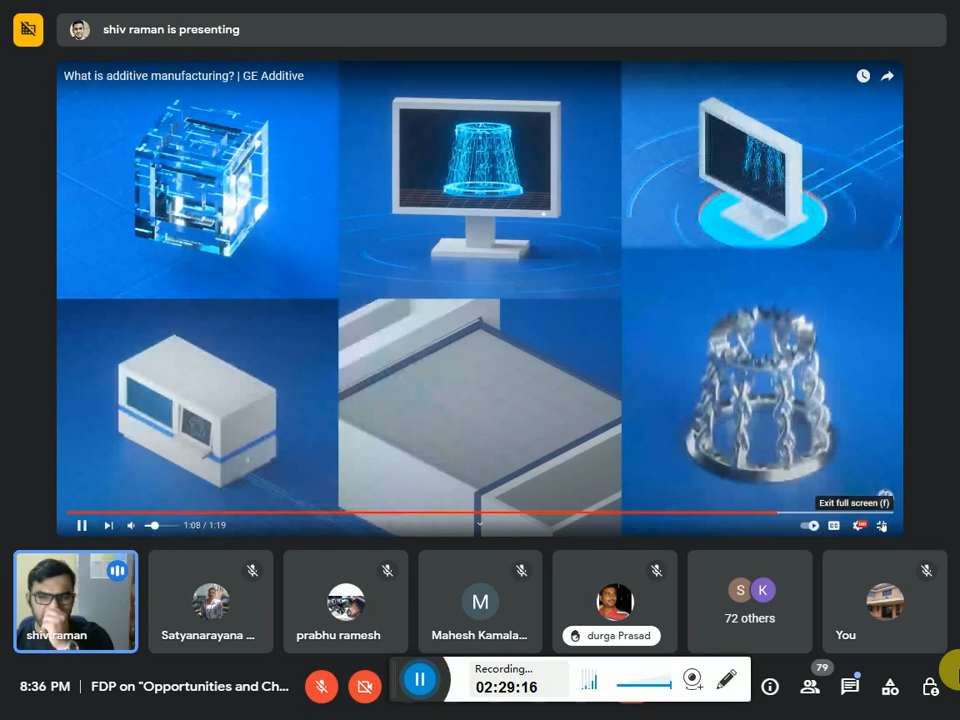 shiv raman is presenting
What is additive manufacturing? | GE Additive
Exit full screen (f)
1:08 / 1:19
CC
HD
shiv raman
Satyanarayana ...
prabhu ramesh
M
Mahesh Kamala...
durga Prasad
S K
72 others
You
8:36 PM | FDP on "Opportunities and Ch...
Recording...
02:29:16
79